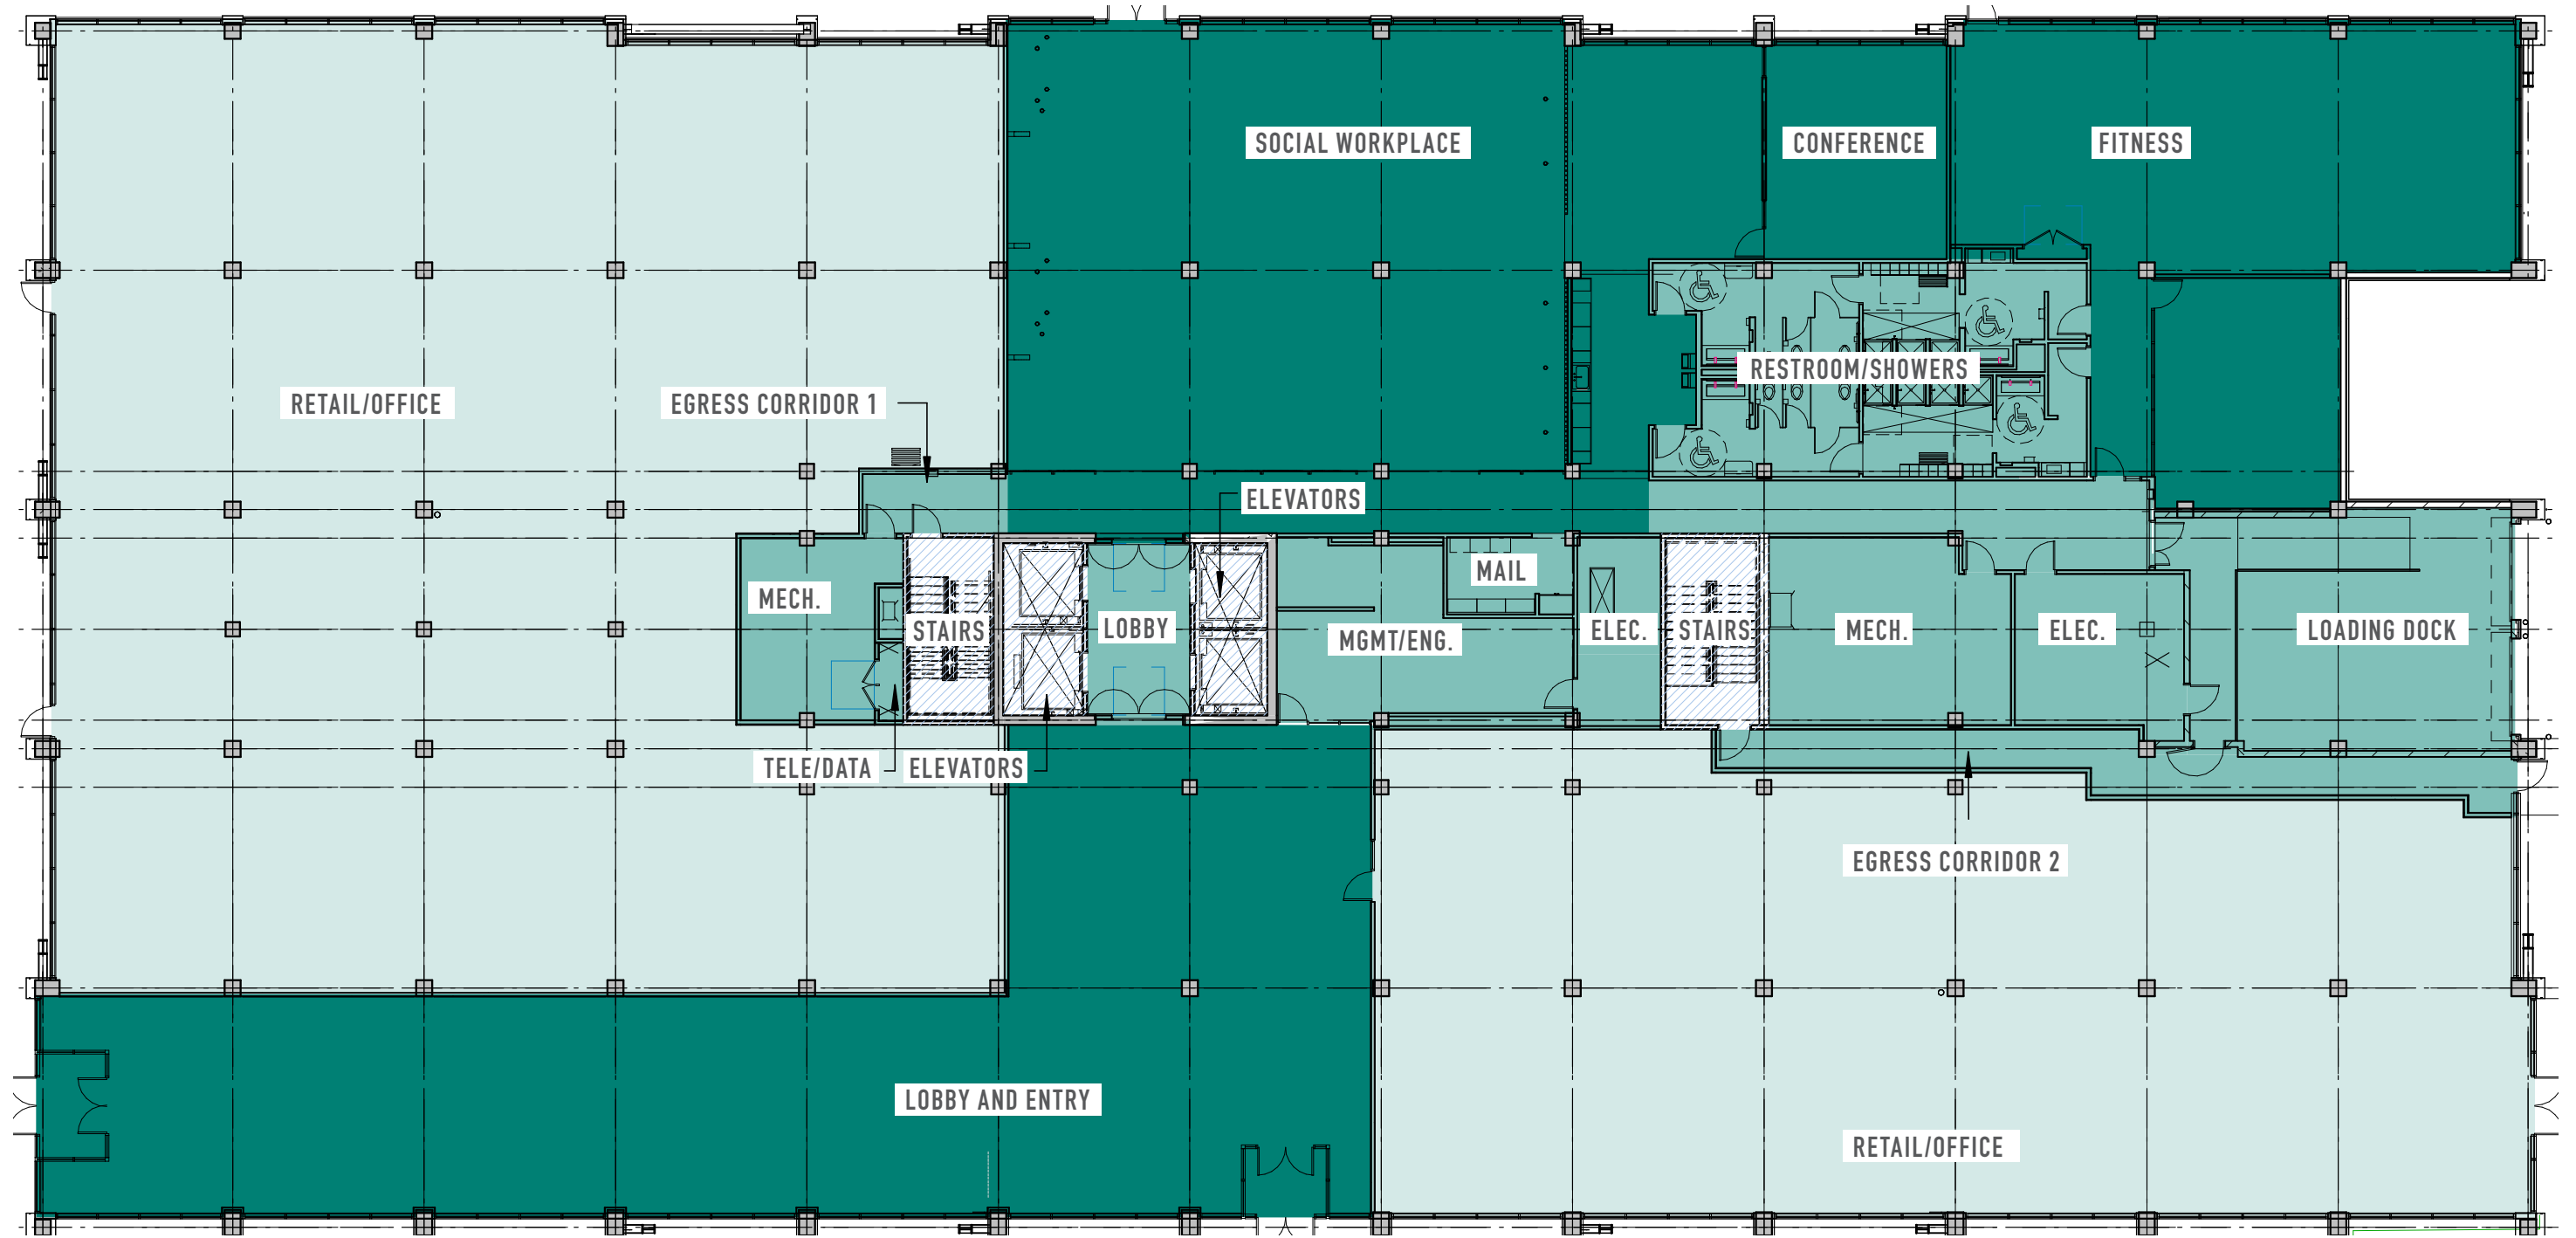 SOCIAL WORKPLACE
CONFERENCE
FITNESS
RESTROOM/SHOWERS
RETAIL/OFFICE
EGRESS CORRIDOR 1
ELEVATORS
MECH.
STAIRS
LOBBY
MAIL
MGMT/ENG.
ELEC.
STAIRS
MECH.
ELEC.
LOADING DOCK
TELE/DATA
ELEVATORS
EGRESS CORRIDOR 2
LOBBY AND ENTRY
RETAIL/OFFICE